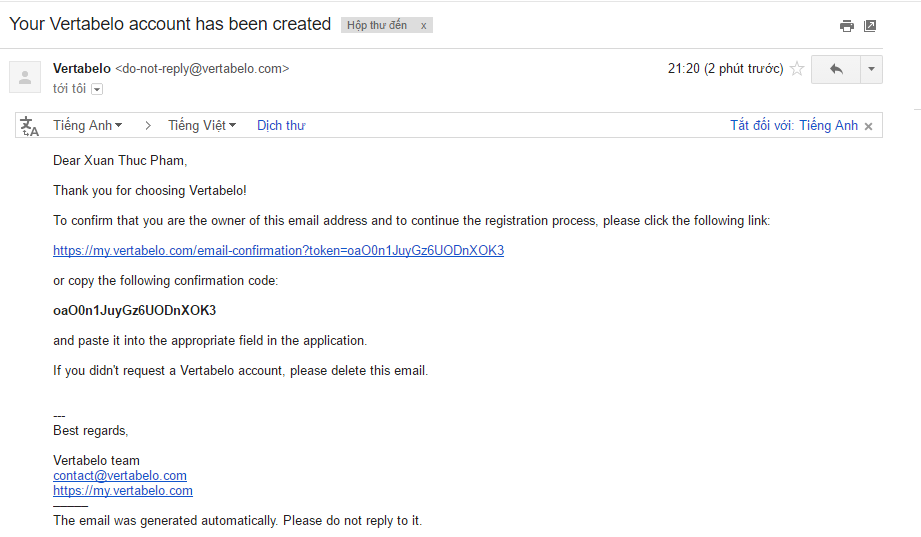 Your Vertabelo account has been created Hộp thư đến x
Vertabelo <do-not-reply@vertabelo.com> 21:20 (2 phút trước)
tới tôi
Tiếng Anh > Tiếng Việt Dịch thư Tắt đối với: Tiếng Anh x
Dear Xuan Thuc Pham,
Thank you for choosing Vertabelo!
To confirm that you are the owner of this email address and to continue the registration process, please click the following link:
https://my.vertabelo.com/email-confirmation?token=oaO0n1JuyGz6UODnXOK3
or copy the following confirmation code:
oaO0n1JuyGz6UODnXOK3
and paste it into the appropriate field in the application.
If you didn't request a Vertabelo account, please delete this email.
---
Best regards,
Vertabelo team
contact@vertabelo.com
https://my.vertabelo.com
-------
The email was generated automatically. Please do not reply to it.